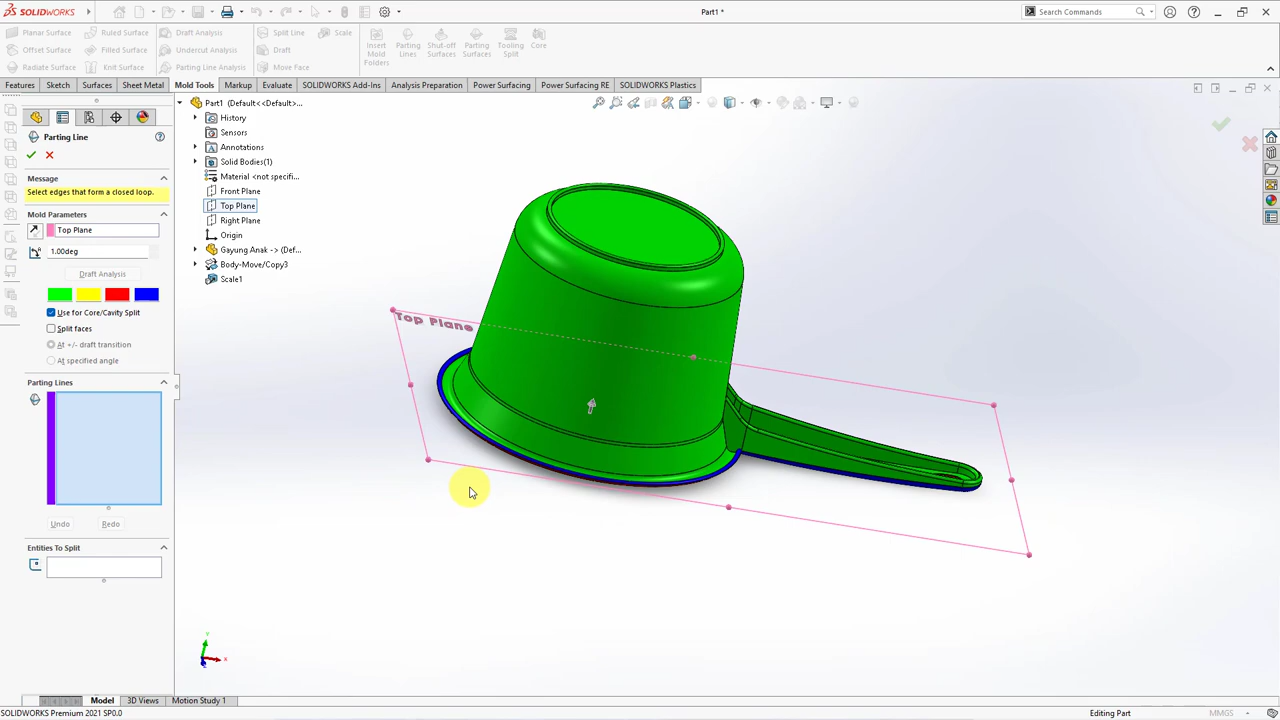 SOLIDWORKS
Part1 *
Search Commands
Planar Surface
Ruled Surface
Draft Analysis
Split Line
Scale
Offset Surface
Filled Surface
Undercut Analysis
Draft
Radiate Surface
Knit Surface
Parting Line Analysis
Move Face
Insert Mold Folders
Parting Lines
Shut-off Surfaces
Parting Surfaces
Tooling Split
Core
Features
Sketch
Surfaces
Sheet Metal
Mold Tools
Markup
Evaluate
SOLIDWORKS Add-Ins
Analysis Preparation
Power Surfacing
Power Surfacing RE
SOLIDWORKS Plastics
Parting Line
Message
Select edges that form a closed loop.
Mold Parameters
Top Plane
1.00deg
Draft Analysis
Use for Core/Cavity Split
Split faces
At +/- draft transition
At specified angle
Parting Lines
Undo
Redo
Entities To Split
Part1 (Default<<Default>...
History
Sensors
Annotations
Solid Bodies(1)
Material <not specifi...
Front Plane
Top Plane
Right Plane
Origin
Gayung Anak -> (Def...
Body-Move/Copy3
Scale1
Top Plane
Y
X
Z
Model
3D Views
Motion Study 1
SOLIDWORKS Premium 2021 SP0.0
Editing Part
MMGS